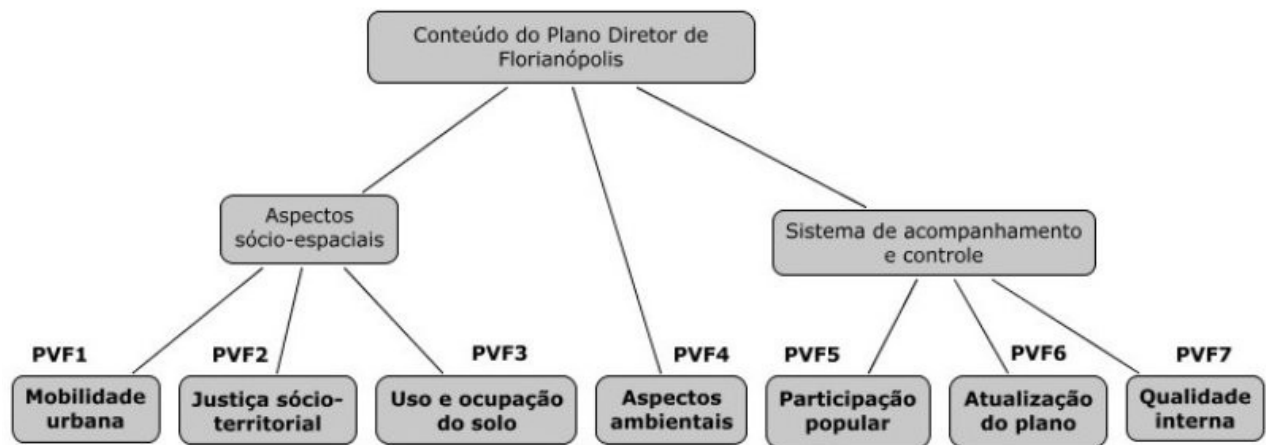 Conteúdo do Plano Diretor de
Florianópolis
Aspectos
sócio-espaciais
Sistema de acompanhamento
e controle
PVF1
PVF2
PVF3
PVF4
PVF5
PVF6
PVF7
Mobilidade
urbana
Justiça sócio-
territorial
Uso e ocupação
do solo
Aspectos
ambientais
Participação
popular
Atualização
do plano
Qualidade
interna